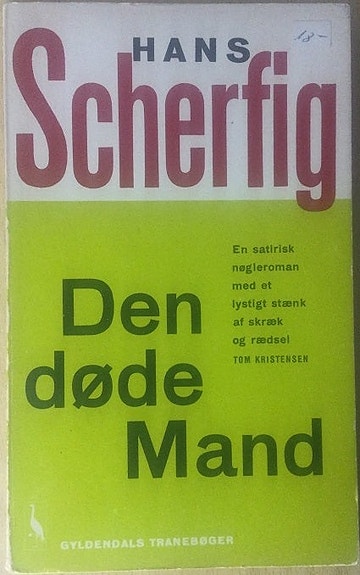 18-
HANS
Scherfig
En satirisk
nøgleroman
med et
lystigt stænk
af skræk
og rædsel
TOM KRISTENSEN
Den
døde
Mand
GYLDENDALS TRANEBØGER